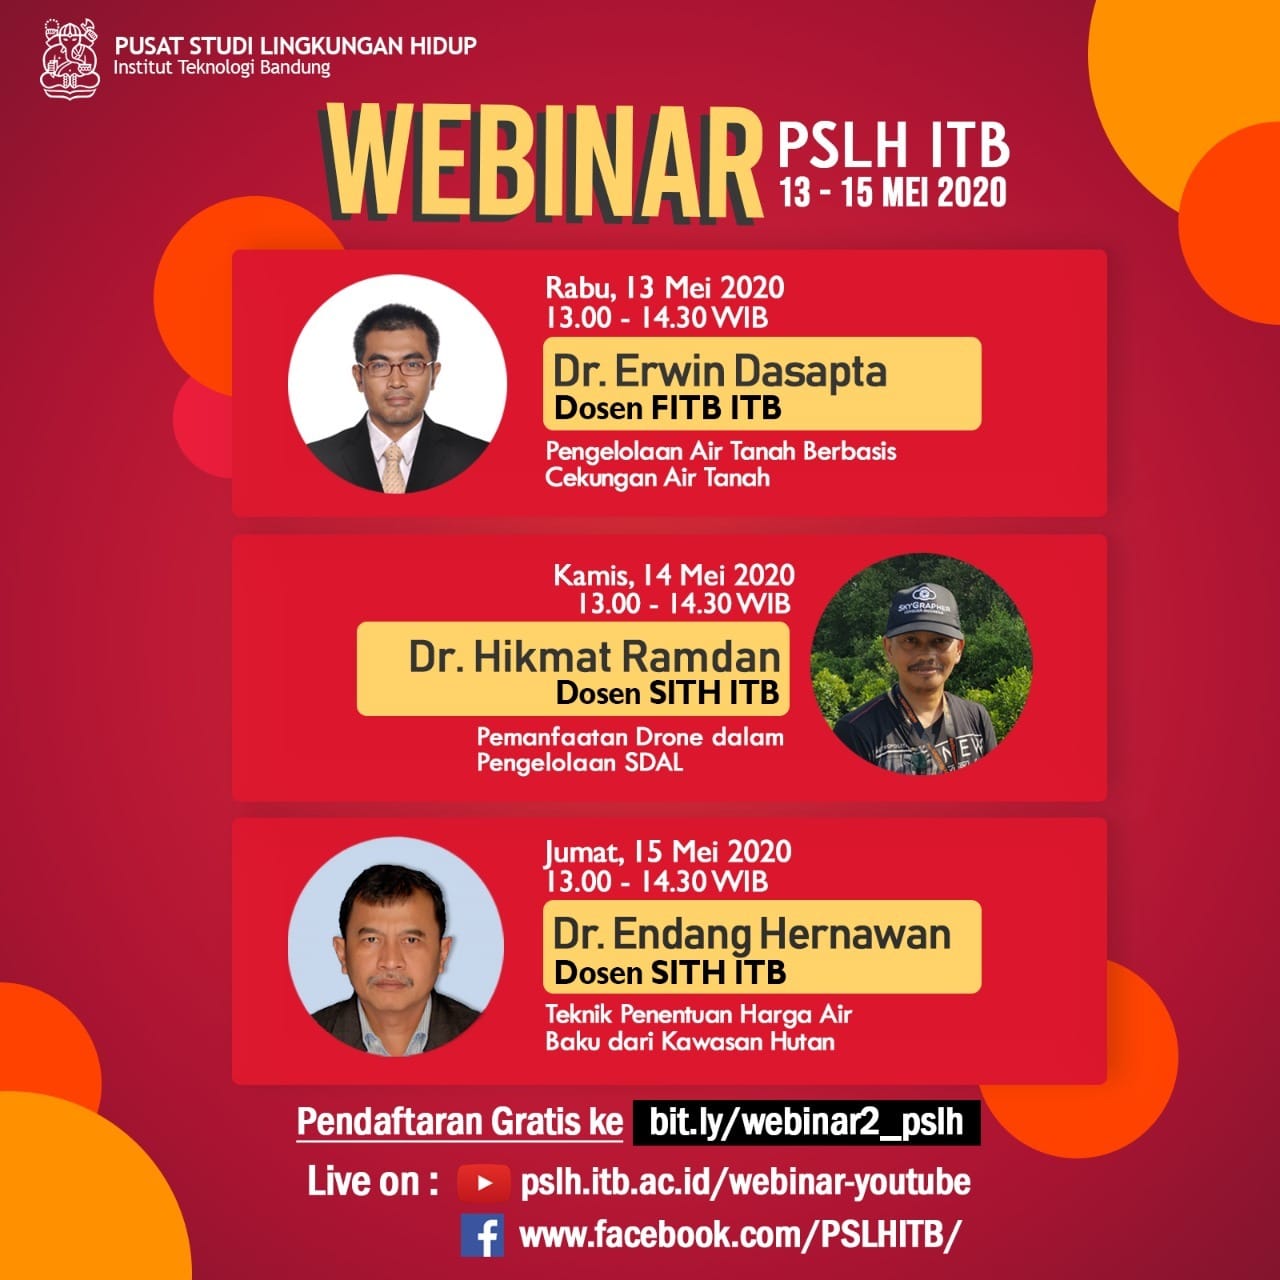 PUSAT STUDI LINGKUNGAN HIDUP
Institut Teknologi Bandung
WEBINAR
PSLH ITB
13 - 15 MEI 2020
Rabu, 13 Mei 2020
13.00 - 14.30 WIB
Dr. Erwin Dasapta
Dosen FITB ITB
Pengelolaan Air Tanah Berbasis
Cekungan Air Tanah
Kamis, 14 Mei 2020
13.00 - 14.30 WIB
Dr. Hikmat Ramdan
Dosen SITH ITB
Pemanfaatan Drone dalam
Pengelolaan SDAL
SKYGRAPHER
Jumat, 15 Mei 2020
13.00 - 14.30 WIB
Dr. Endang Hernawan
Dosen SITH ITB
Teknik Penentuan Harga Air
Baku dari Kawasan Hutan
Pendaftaran Gratis ke bit.ly/webinar2_pslh
Live on : pslh.itb.ac.id/webinar-youtube
www.facebook.com/PSLHITB/